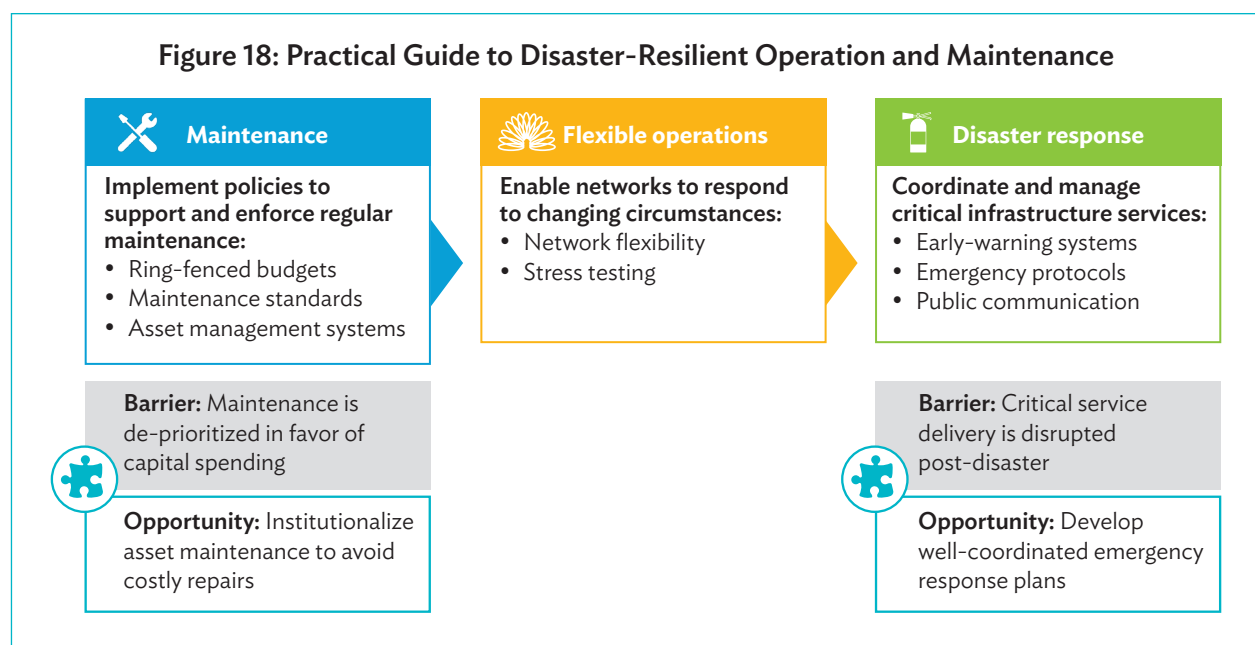 Figure 18: Practical Guide to Disaster-Resilient Operation and Maintenance
Maintenance
Implement policies to
support and enforce regular
maintenance:
• Ring-fenced budgets
• Maintenance standards
• Asset management systems
Barrier: Maintenance is
de-prioritized in favor of
capital spending
Opportunity: Institutionalize
asset maintenance to avoid
costly repairs
Flexible operations
Enable networks to respond
to changing circumstances:
• Network flexibility
• Stress testing
Disaster response
Coordinate and manage
critical infrastructure services:
• Early-warning systems
• Emergency protocols
• Public communication
Barrier: Critical service
delivery is disrupted
post-disaster
Opportunity: Develop
well-coordinated emergency
response plans